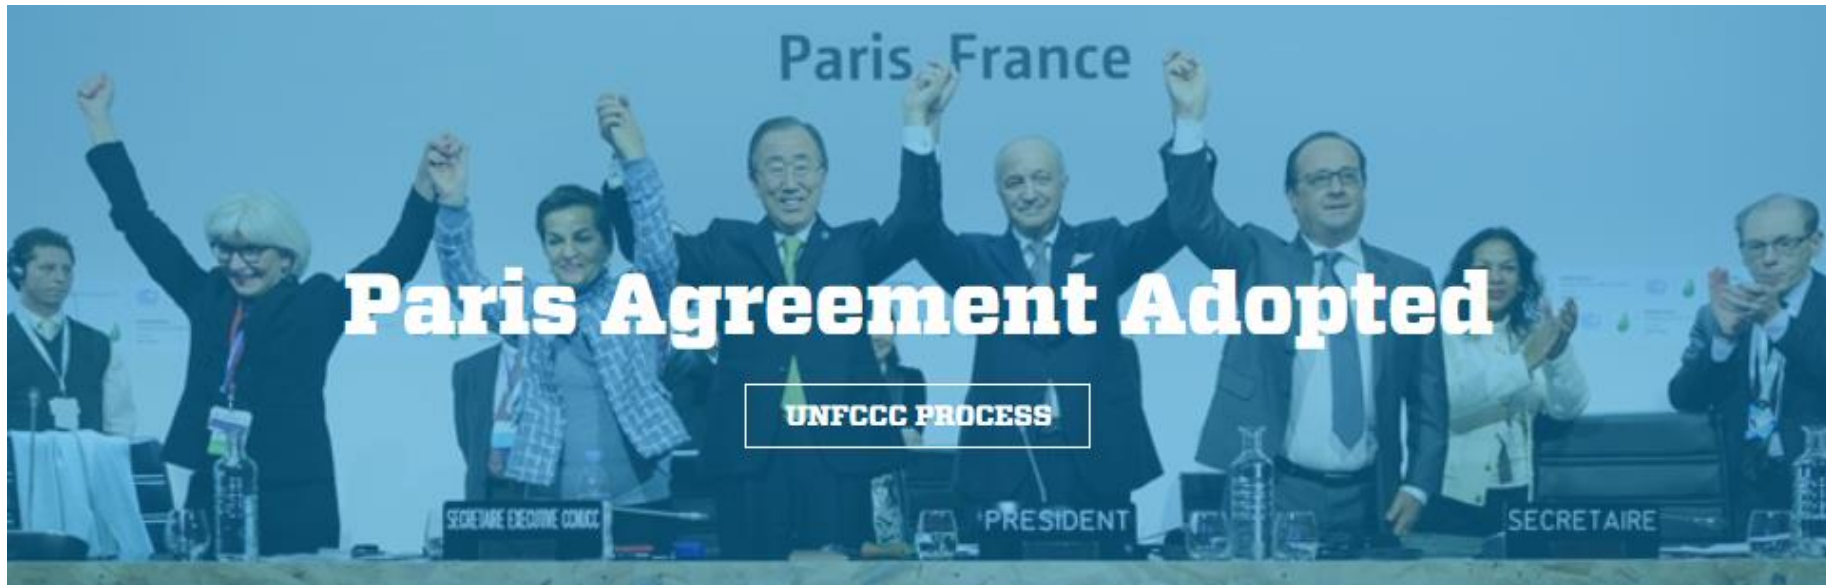 Paris France
Paris Agreement Adopted
UNFCCC PROCESS
SECRETAIRE EXECUTIVE CCNUCC
PRESIDENT
SECRETAIRE